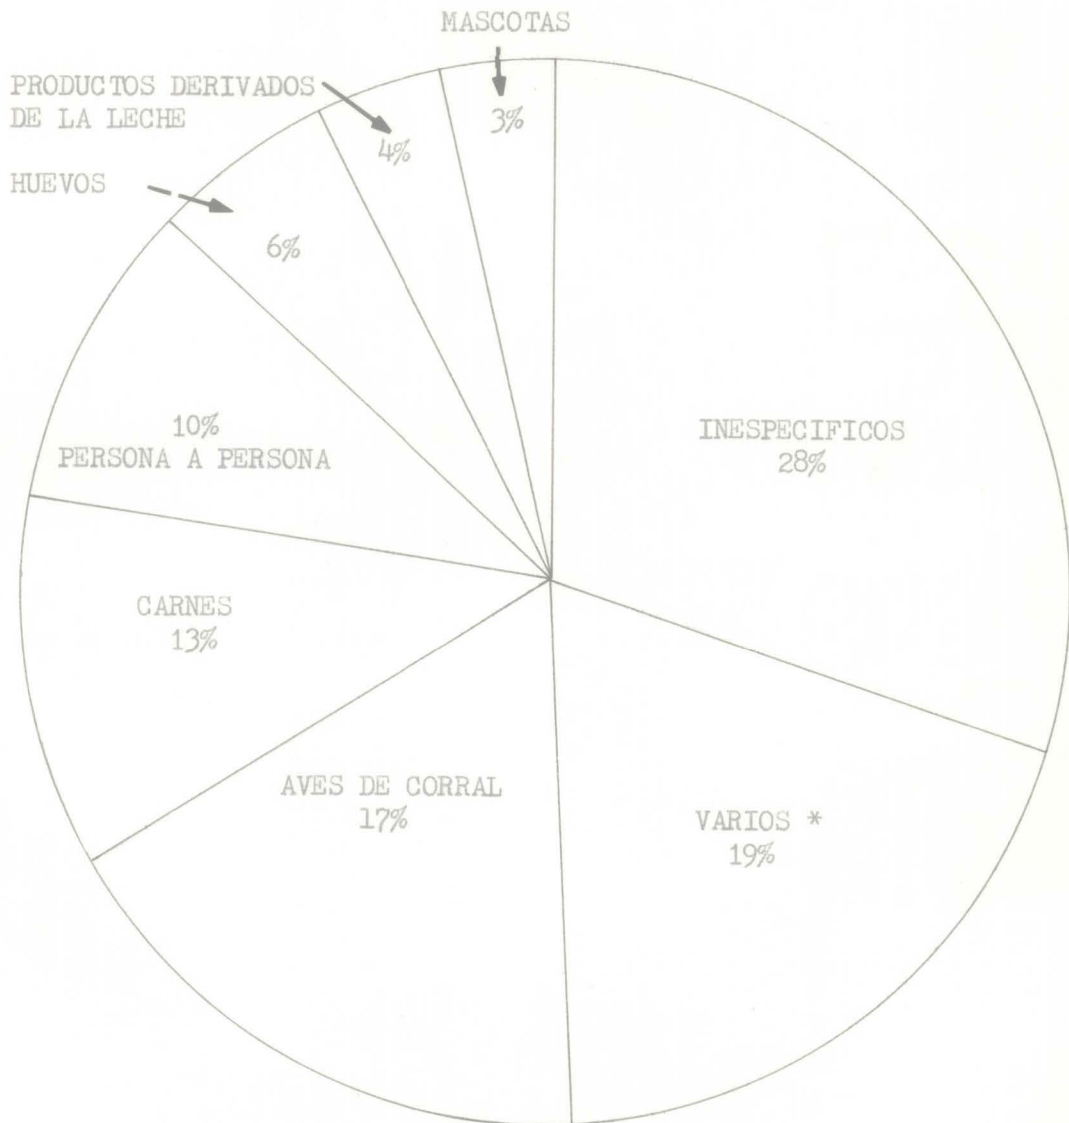 MASCOTAS
3%
PRODUCTOS DERIVADOS
DE LA LECHE
4%
HUEVOS
6%
10%
PERSONA A PERSONA
INESPECIFICOS
28%
CARNES
13%
AVES DE CORRAL
17%
VARIOS *
19%